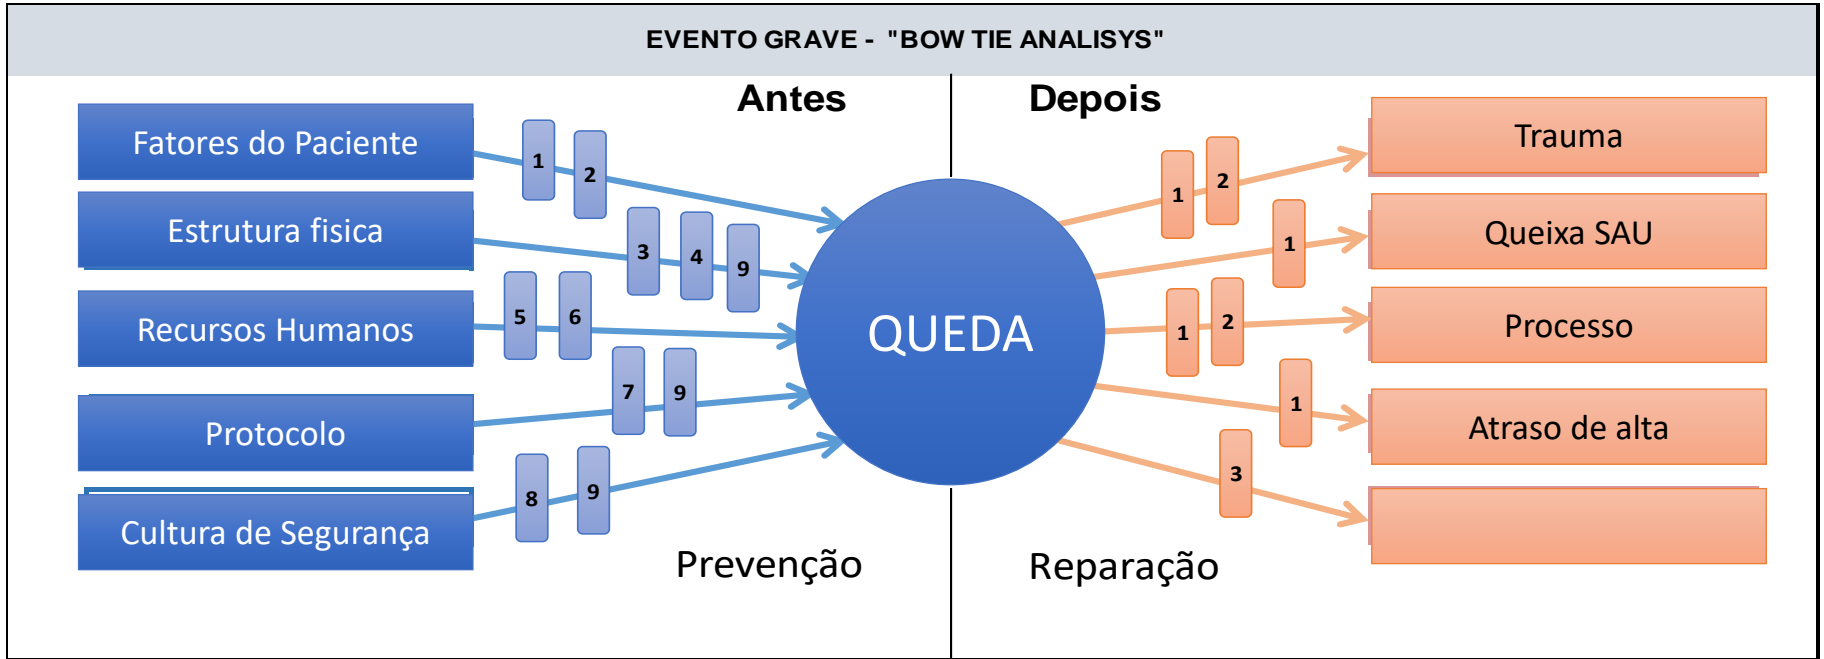 EVENTO GRAVE - "BOW TIE ANALISYS"
Antes
Depois
Fatores do Paciente
1
2
Estrutura fisica
3
4
9
Recursos Humanos
5
6
Protocolo
7
9
Cultura de Segurança
8
9
QUEDA
1
2
Trauma
1
Queixa SAU
1
2
Processo
1
Atraso de alta
3
Prevenção
Reparação